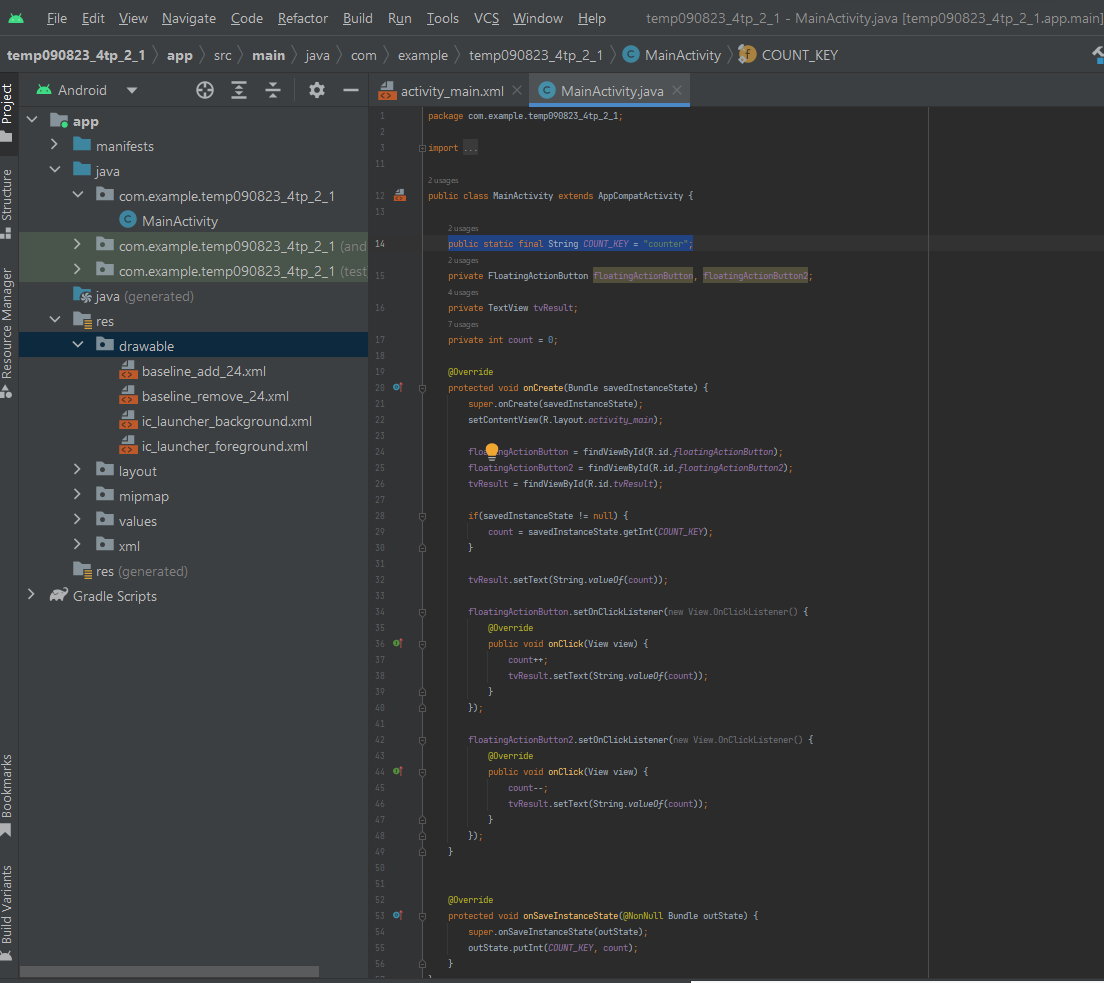 File Edit View Navigate Code Refactor Build Run Tools VCS Window Help temp090823_4tp_2_1 - MainActivity.java [temp090823_4tp_2_1.app.main]
temp090823_4tp_2_1 app src main java com example temp090823_4tp_2_1 C MainActivity f COUNT_KEY
Project
Structure
Resource Manager
Bookmarks
Build Variants
Android
app
manifests
java
com.example.temp090823_4tp_2_1
C MainActivity
com.example.temp090823_4tp_2_1 (and
com.example.temp090823_4tp_2_1 (test
java (generated)
res
drawable
baseline_add_24.xml
baseline_remove_24.xml
ic_launcher_background.xml
ic_launcher_foreground.xml
layout
mipmap
values
xml
res (generated)
Gradle Scripts
activity_main.xml C MainActivity.java
1 package com.example.temp090823_4tp_2_1;
2
3 import ...
11
2 usages
12 public class MainActivity extends AppCompatActivity {
13
2 usages
14 public static final String COUNT_KEY = "counter";
2 usages
15 private FloatingActionButton floatingActionButton, floatingActionButton2;
4 usages
16 private TextView tvResult;
7 usages
17 private int count = 0;
18
19 @Override
20 protected void onCreate(Bundle savedInstanceState) {
21 super.onCreate(savedInstanceState);
22 setContentView(R.layout.activity_main);
23
24 floatingActionButton = findViewById(R.id.floatingActionButton);
25 floatingActionButton2 = findViewById(R.id.floatingActionButton2);
26 tvResult = findViewById(R.id.tvResult);
27
28 if(savedInstanceState != null) {
29 count = savedInstanceState.getInt(COUNT_KEY);
30 }
31
32 tvResult.setText(String.valueOf(count));
33
34 floatingActionButton.setOnClickListener(new View.OnClickListener() {
35 @Override
36 public void onClick(View view) {
37 count++;
38 tvResult.setText(String.valueOf(count));
39 }
40 });
41
42 floatingActionButton2.setOnClickListener(new View.OnClickListener() {
43 @Override
44 public void onClick(View view) {
45 count--;
46 tvResult.setText(String.valueOf(count));
47 }
48 });
49 }
50
51
52 @Override
53 protected void onSaveInstanceState(@NonNull Bundle outState) {
54 super.onSaveInstanceState(outState);
55 outState.putInt(COUNT_KEY, count);
56 }